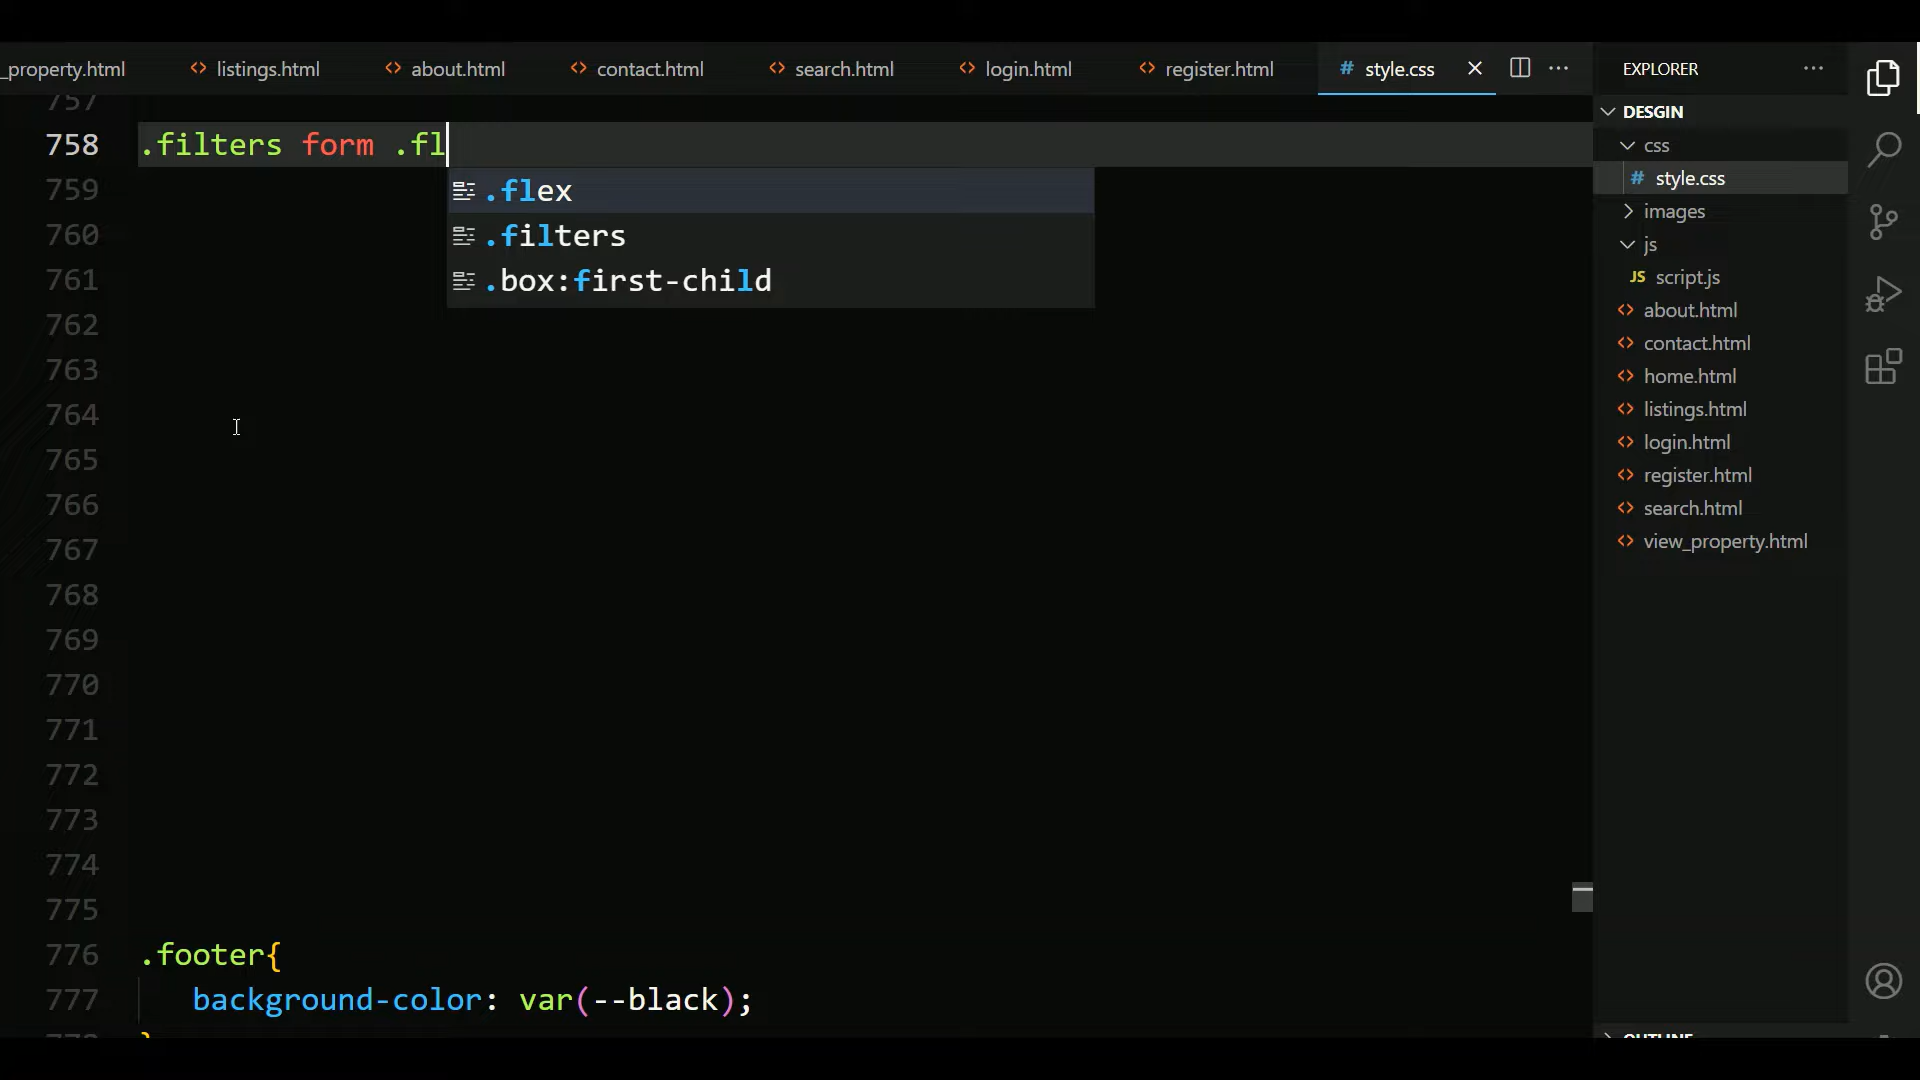 _property.html
listings.html
about.html
contact.html
search.html
login.html
register.html
# style.css
EXPLORER
757
758 .filters form .fl
759
760
761
762
763
764
765
766
767
768
769
770
771
772
773
774
775
776 .footer{
777 background-color: var(--black);
778 }
.flex
.filters
.box:first-child
DESGIN
css
# style.css
images
js
JS script.js
about.html
contact.html
home.html
listings.html
login.html
register.html
search.html
view_property.html
OUTLINE